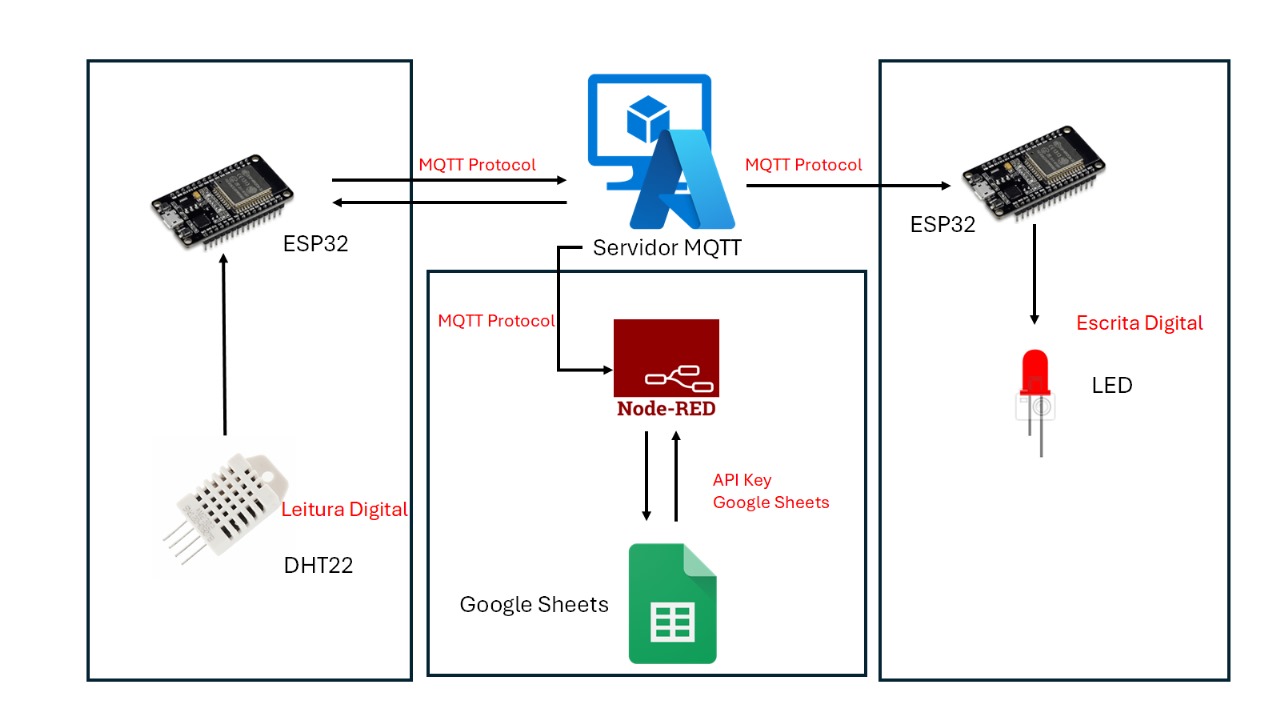 MQTT Protocol
ESP32
Leitura Digital
DHT22
Servidor MQTT
MQTT Protocol
Node-RED
API Key
Google Sheets
Google Sheets
MQTT Protocol
ESP32
Escrita Digital
LED